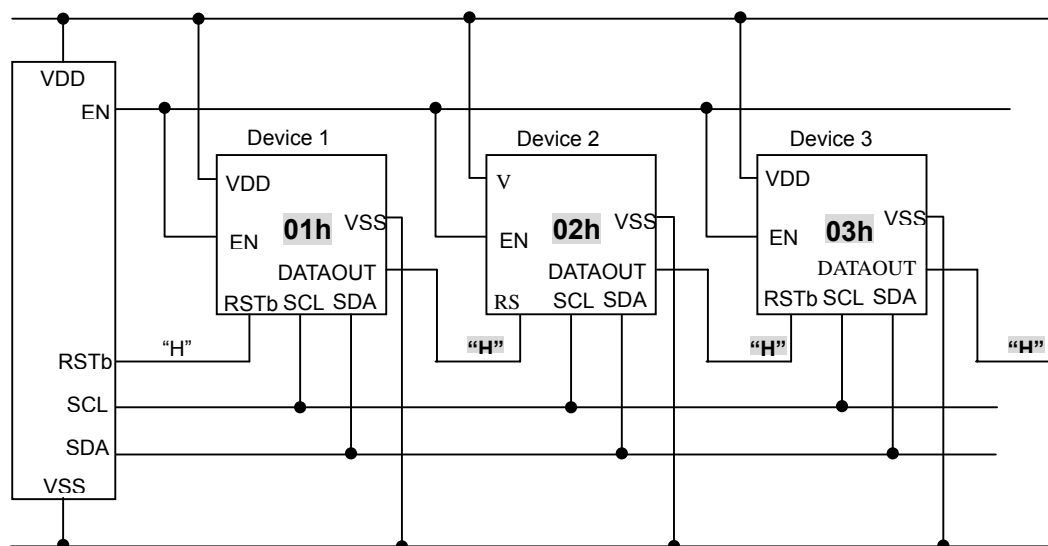 VDD
EN
Device 1
Device 2
Device 3
VDD
V
VDD
01h
VSS
02h
VSS
03h
VSS
EN
EN
EN
DATAOUT
DATAOUT
DATAOUT
RSTb SCL SDA
RS SCL SDA
RSTb SCL SDA
RSTb
“H”
“H”
“H”
“H”
SCL
SDA
VSS